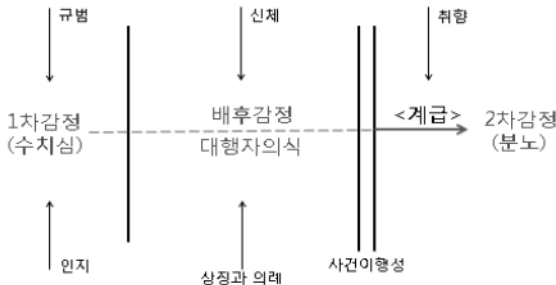 규범
신체
취향
1차감정
(수치심)
배후감정
대행자의식
<계급>
2차감정
(분노)
인지
상징과 의례
사건이행성